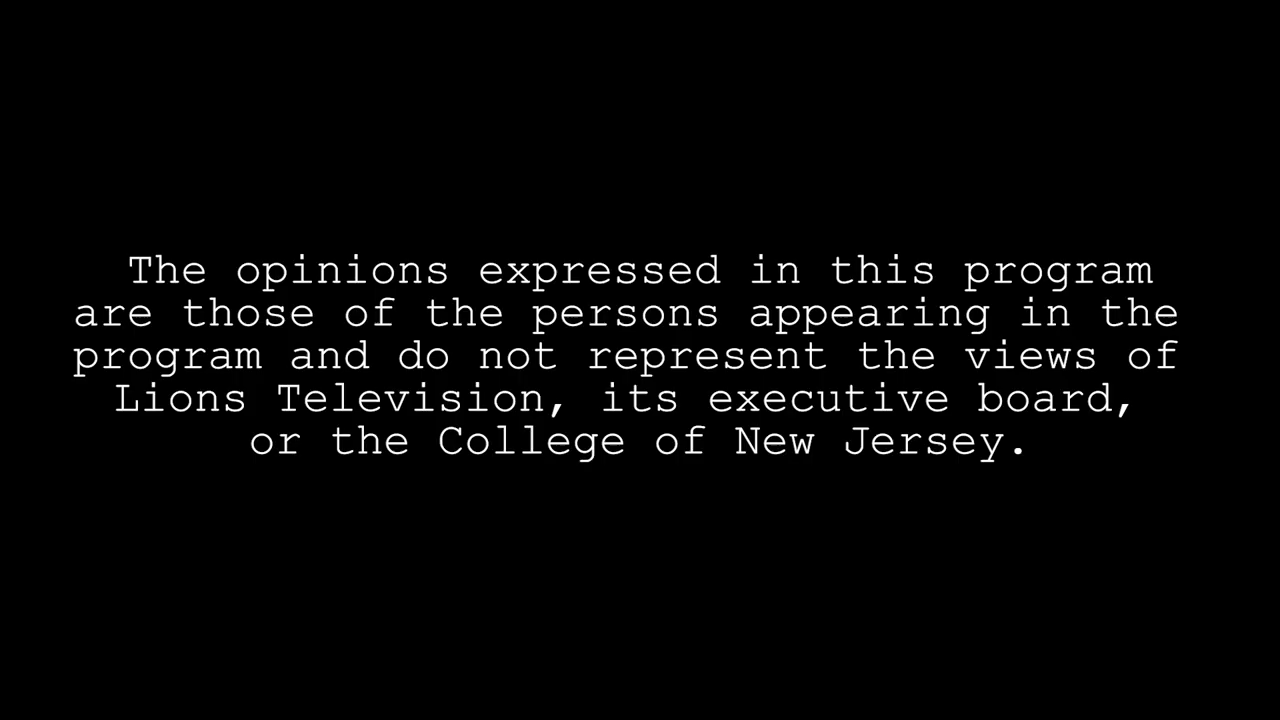 The opinions expressed in this program
are those of the persons appearing in the
program and do not represent the views of
Lions Television, its executive board,
or the College of New Jersey.